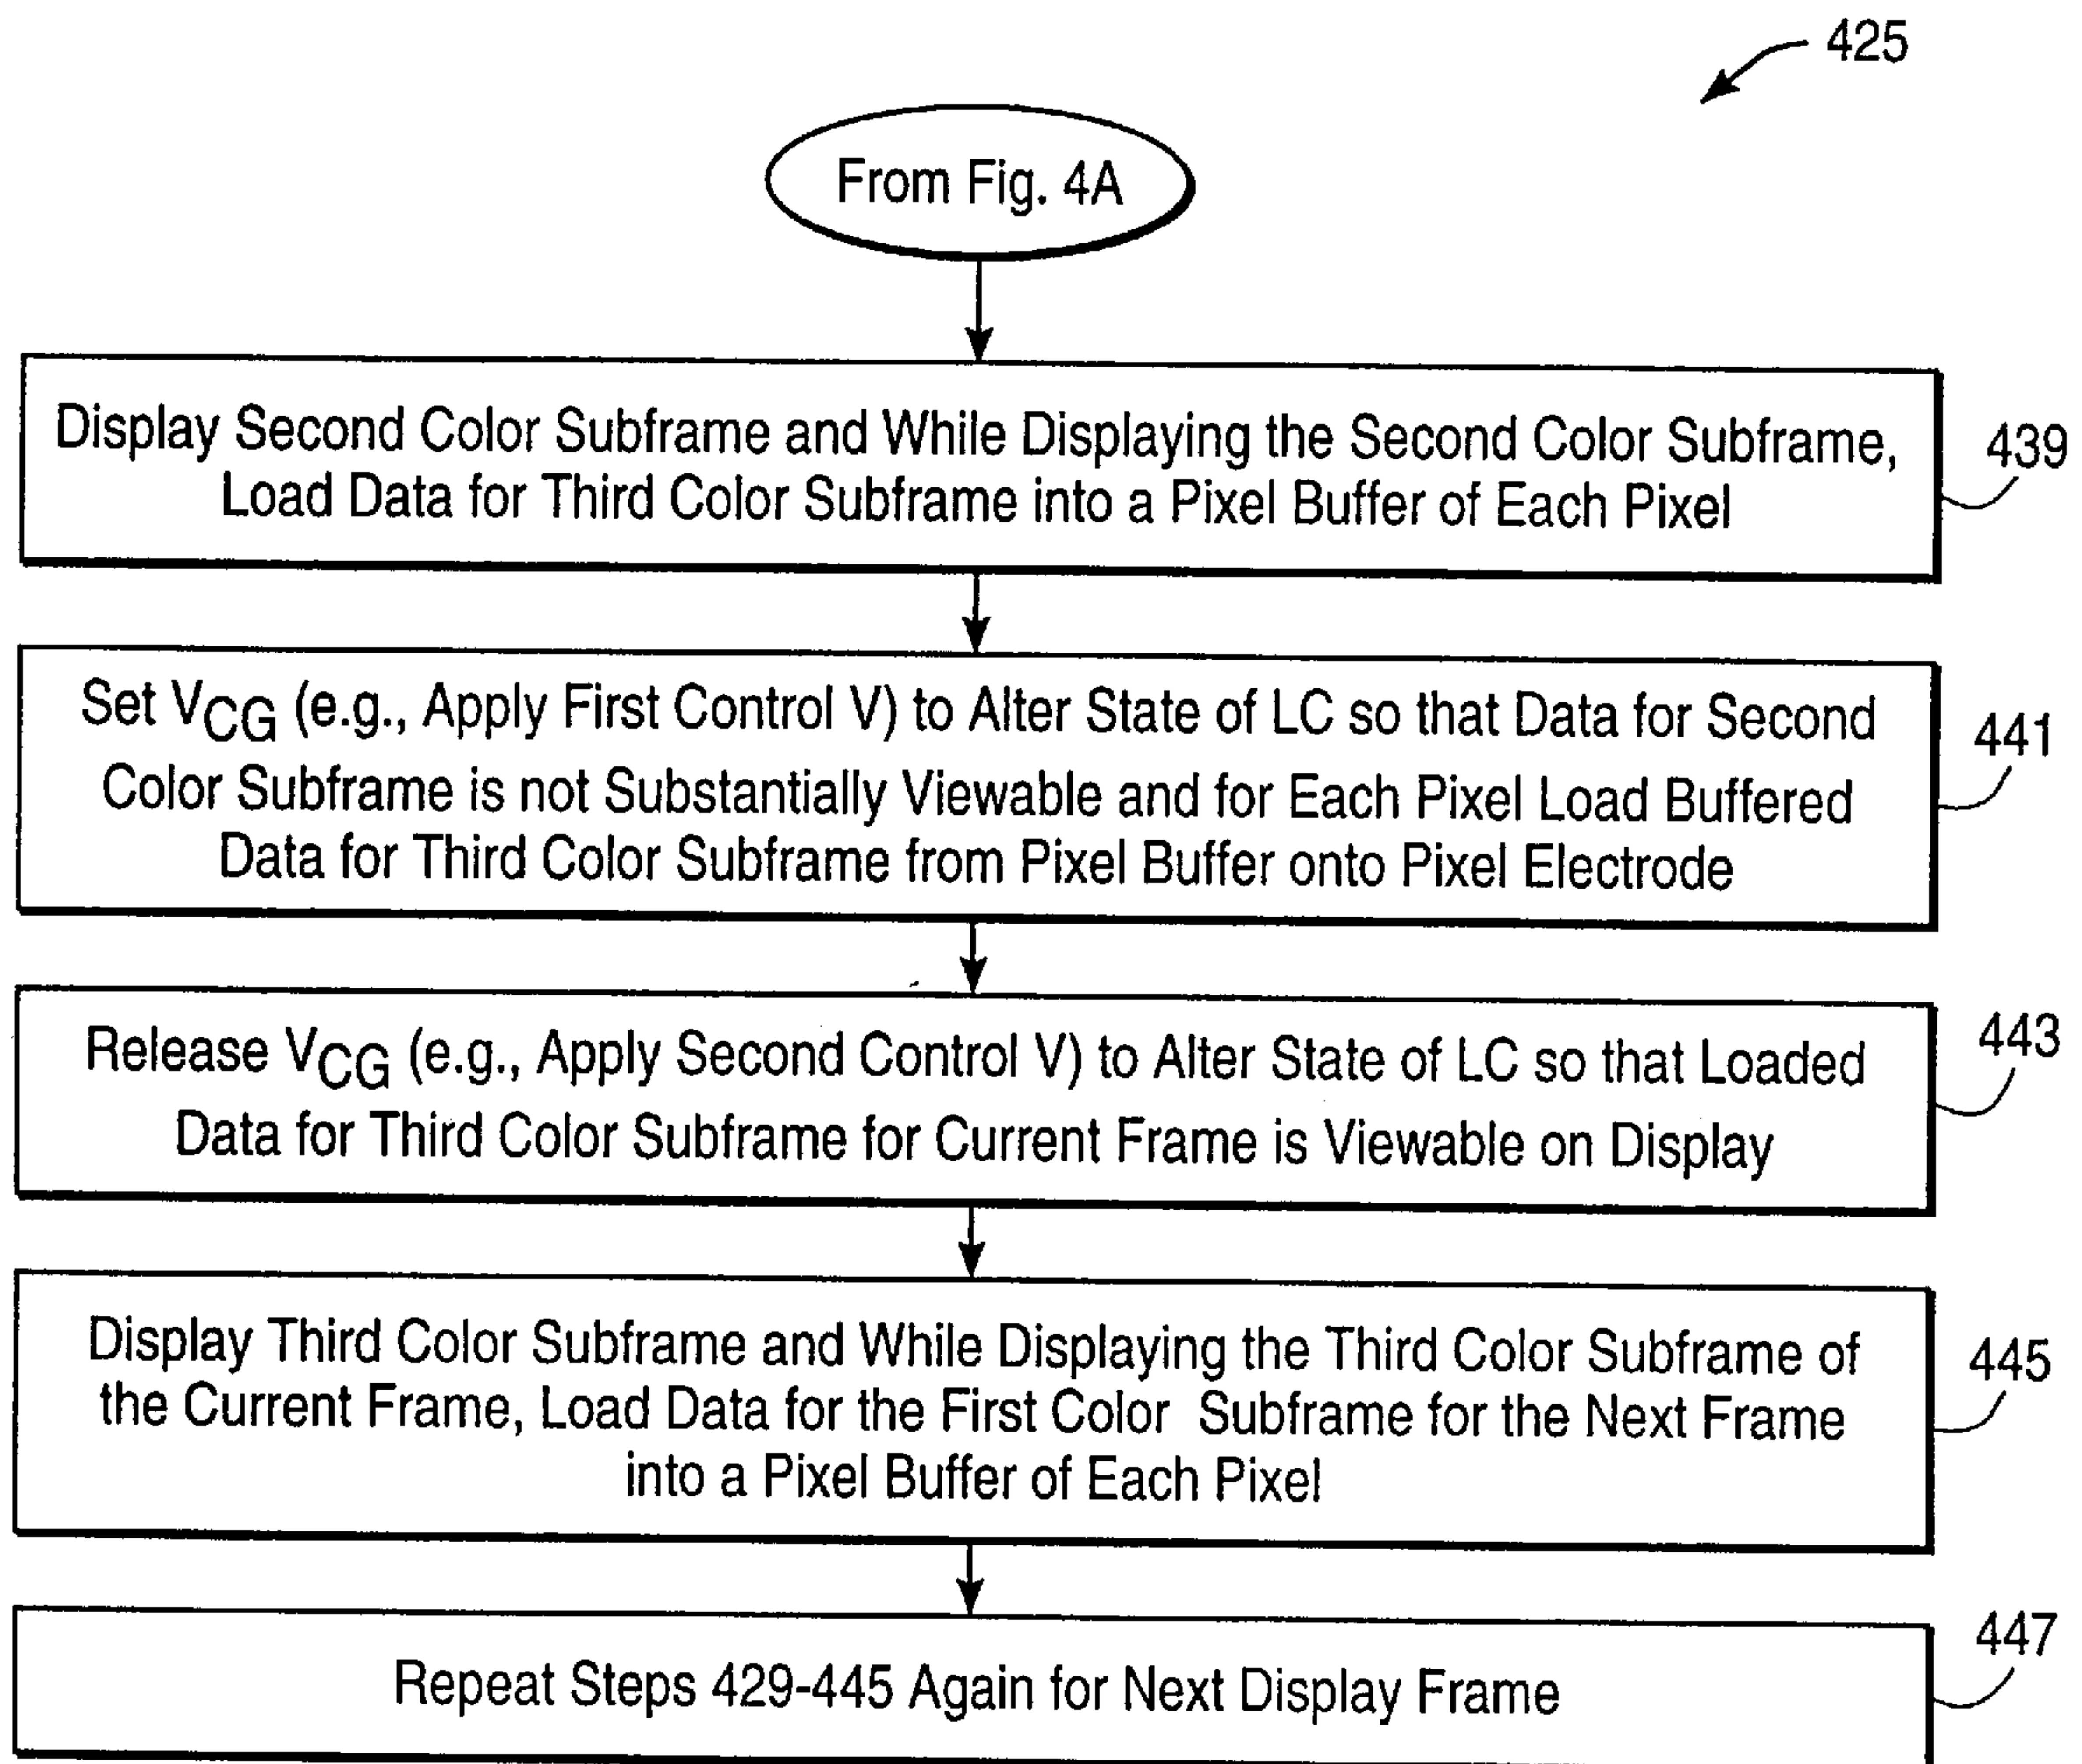 425
From Fig. 4A
Display Second Color Subframe and While Displaying the Second Color Subframe,
Load Data for Third Color Subframe into a Pixel Buffer of Each Pixel
439
Set VCG (e.g., Apply First Control V) to Alter State of LC so that Data for Second
Color Subframe is not Substantially Viewable and for Each Pixel Load Buffered
Data for Third Color Subframe from Pixel Buffer onto Pixel Electrode
441
Release VCG (e.g., Apply Second Control V) to Alter State of LC so that Loaded
Data for Third Color Subframe for Current Frame is Viewable on Display
443
Display Third Color Subframe and While Displaying the Third Color Subframe of
the Current Frame, Load Data for the First Color Subframe for the Next Frame
into a Pixel Buffer of Each Pixel
445
Repeat Steps 429-445 Again for Next Display Frame
447